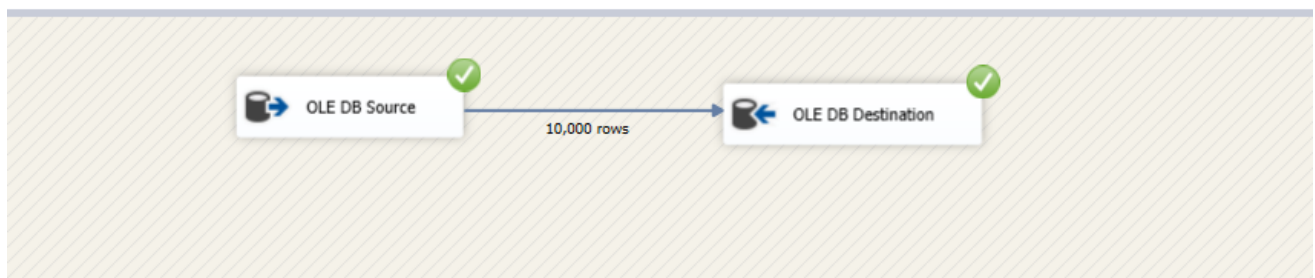 OLE DB Source
10,000 rows
OLE DB Destination